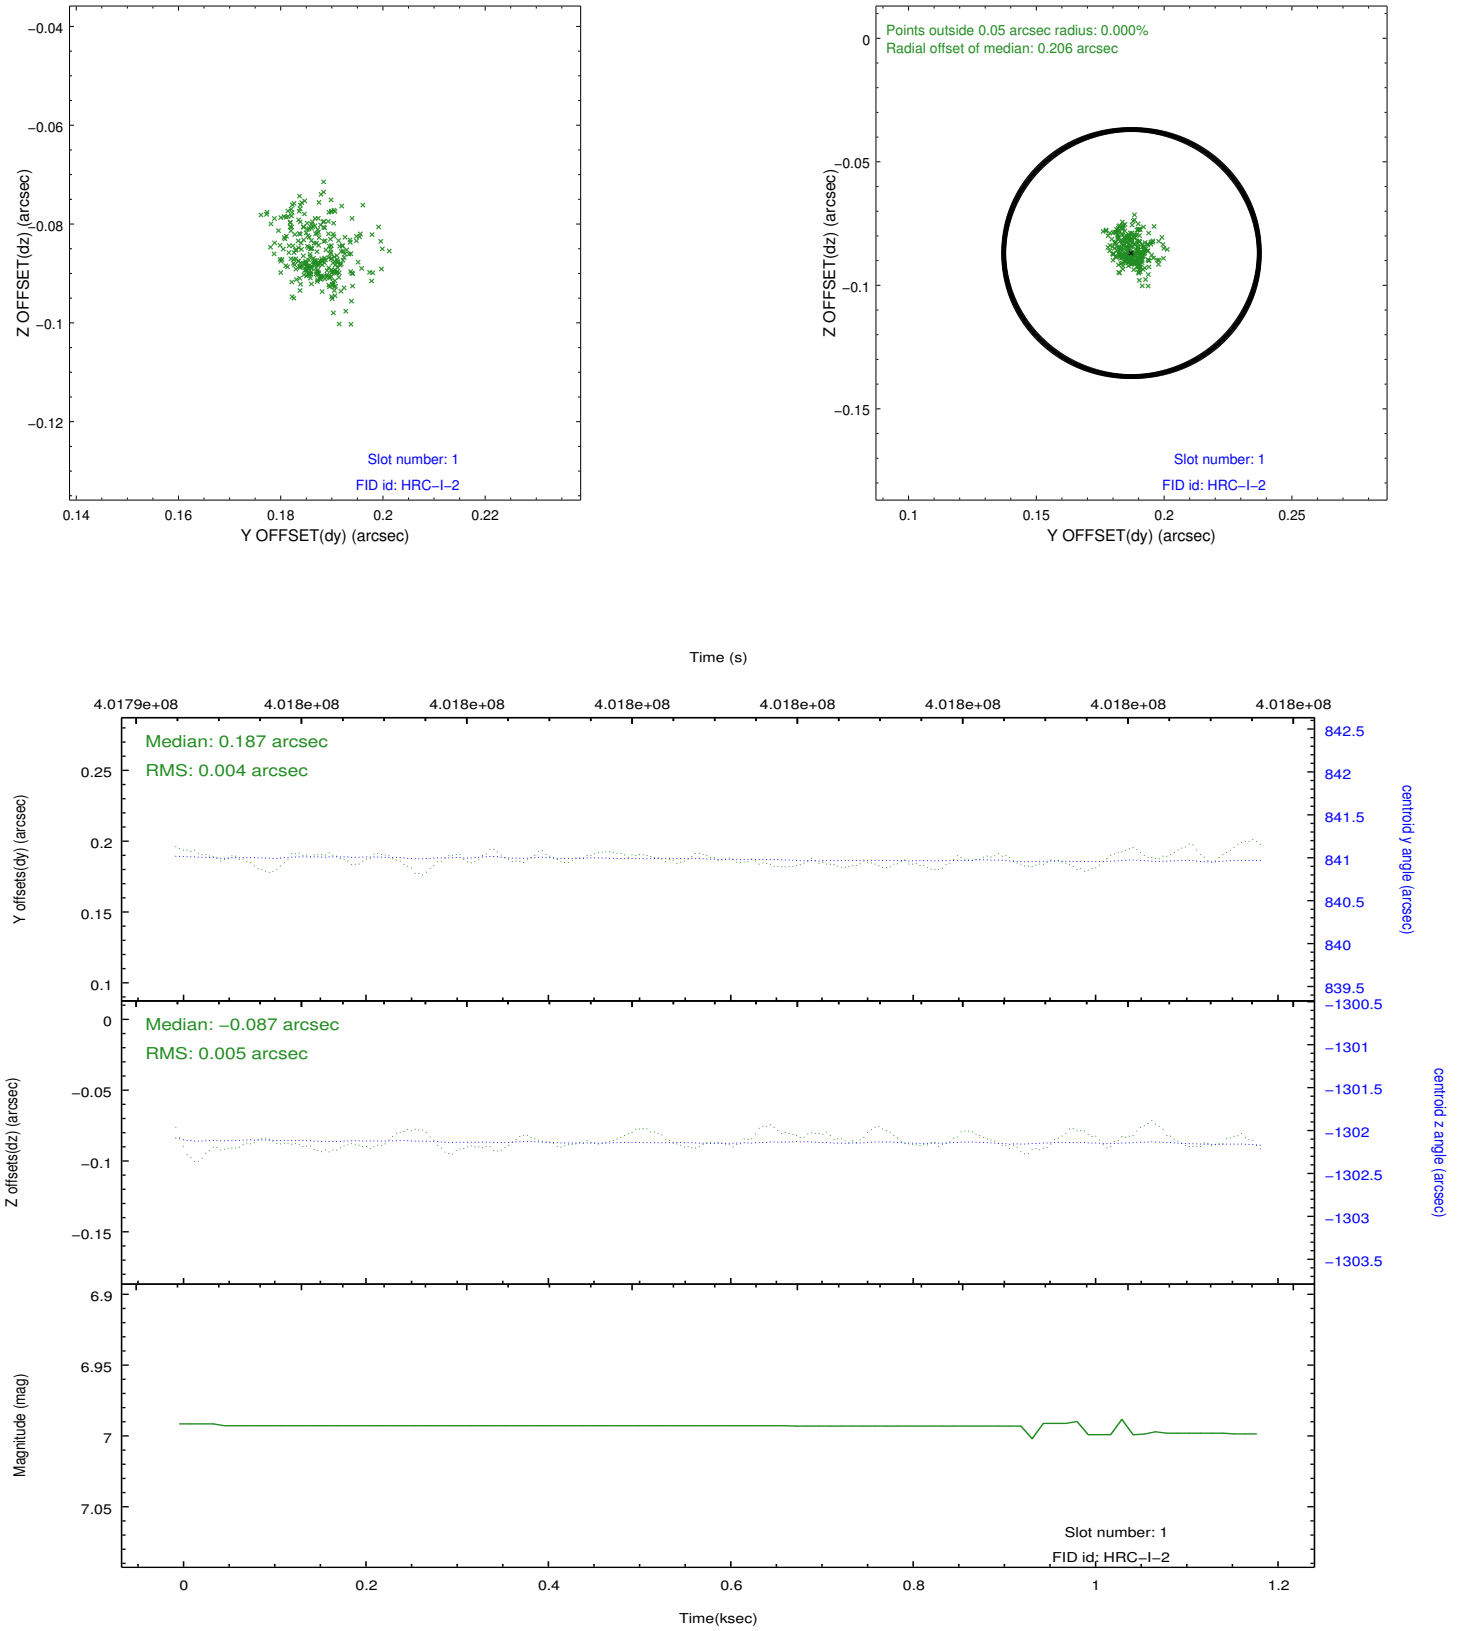 −0.04
−0.06
−0.08
−0.1
−0.12
Z OFFSET(dz) (arcsec)
Slot number: 1
FID id: HRC−I−2
0.14 0.16 0.18 0.2 0.22
Y OFFSET(dy) (arcsec)
Points outside 0.05 arcsec radius: 0.000%
Radial offset of median: 0.206 arcsec
0
−0.05
−0.1
−0.15
Z OFFSET(dz) (arcsec)
Slot number: 1
FID id: HRC−I−2
0.1 0.15 0.2 0.25
Y OFFSET(dy) (arcsec)
Time (s)
4.0179e+08 4.018e+08 4.018e+08 4.018e+08 4.018e+08 4.018e+08 4.018e+08 4.018e+08
Median: 0.187 arcsec
RMS: 0.004 arcsec
0.25
0.2
0.15
0.1
Y offsets(dy) (arcsec)
842.5
842
841.5
841
840.5
840
839.5
centroid y angle (arcsec)
Median: −0.087 arcsec
RMS: 0.005 arcsec
0
−0.05
−0.1
−0.15
Z offsets(dz) (arcsec)
−1300.5
−1301
−1301.5
−1302
−1302.5
−1303
−1303.5
centroid z angle (arcsec)
6.9
6.95
7
7.05
Magnitude (mag)
Slot number: 1
FID id: HRC−I−2
0 0.2 0.4 0.6 0.8 1 1.2
Time(ksec)